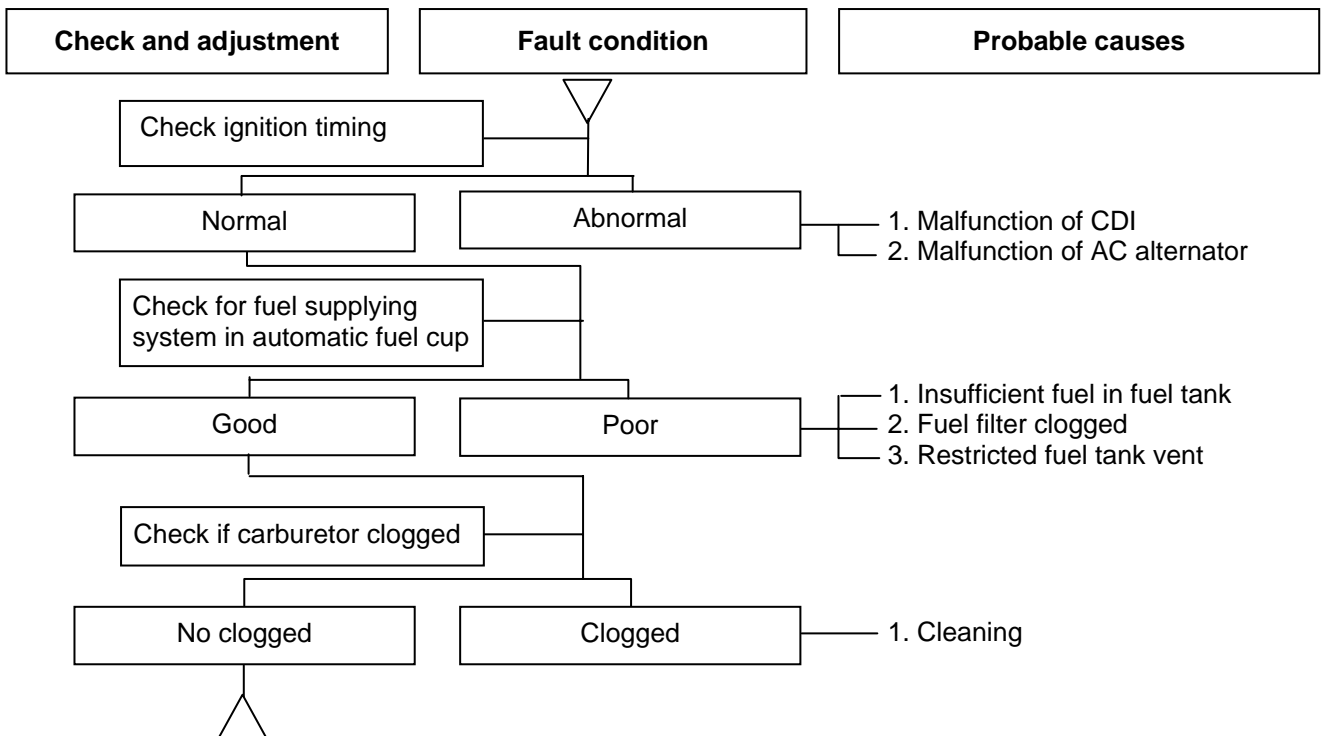 Check and adjustment
Fault condition
Probable causes
Check ignition timing
Normal
Abnormal
1. Malfunction of CDI
2. Malfunction of AC alternator
Check for fuel supplying
system in automatic fuel cup
Good
Poor
1. Insufficient fuel in fuel tank
2. Fuel filter clogged
3. Restricted fuel tank vent
Check if carburetor clogged
No clogged
Clogged
1. Cleaning